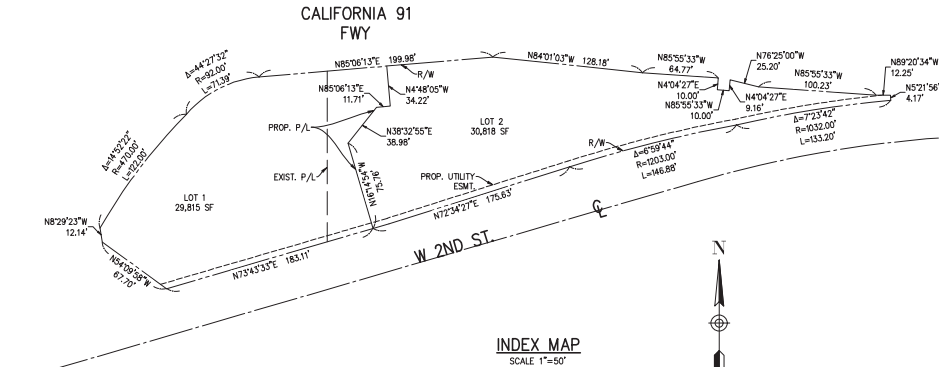 CALIFORNIA 91
FWY
Δ=44°27'32"
R=92.00'
L=71.39'
N85°06'13"E 199.98'
R/W
N84°01'03"W 128.18'
N85°55'33"W
64.77'
N76°25'00"W
25.20'
N89°20'34"W
12.25'
N85°06'13"E
11.71'
N4°48'05"W
34.22'
N4°04'27"E
10.00'
N85°55'33"W
10.00'
N4°04'27"E
9.16'
N85°55'33"W
100.23'
N5°21'56"
4.17'
PROP. P/L
N38°32'55"E
38.98'
LOT 2
30,818 SF
Δ=7°23'42"
R=1032.00'
L=133.20'
Δ=14°52'22"
R=470.00'
L=122.00'
R/W
Δ=6°59'44"
R=1203.00'
L=146.88'
EXIST. P/L
N16°14'54"W
75.76'
PROP. UTILITY
ESMT.
LOT 1
29,815 SF
N72°34'27"E 175.63'
N8°29'23"W
12.14'
N54°09'58"W
67.70'
N73°43'33"E 183.11'
W 2ND ST.
℄
N
INDEX MAP
SCALE 1"=50'